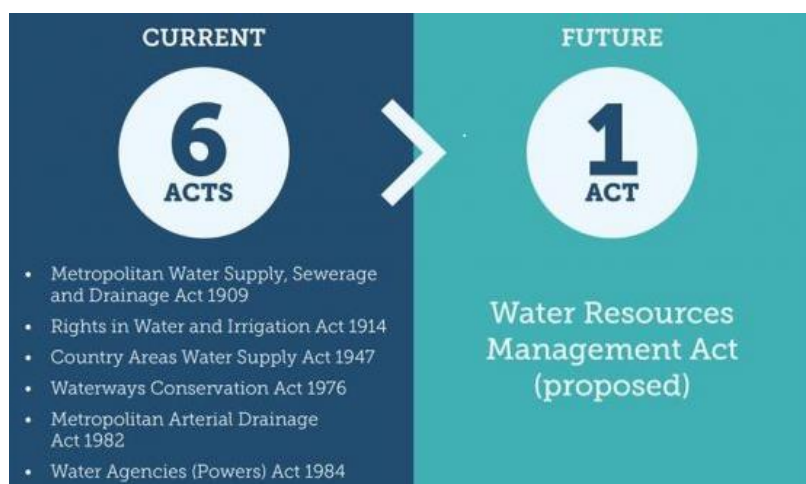 CURRENT
6
ACTS
• Metropolitan Water Supply, Sewerage
and Drainage Act 1909
• Rights in Water and Irrigation Act 1914
• Country Areas Water Supply Act 1947
• Waterways Conservation Act 1976
• Metropolitan Arterial Drainage
Act 1982
• Water Agencies (Powers) Act 1984
FUTURE
1
ACT
Water Resources
Management Act
(proposed)